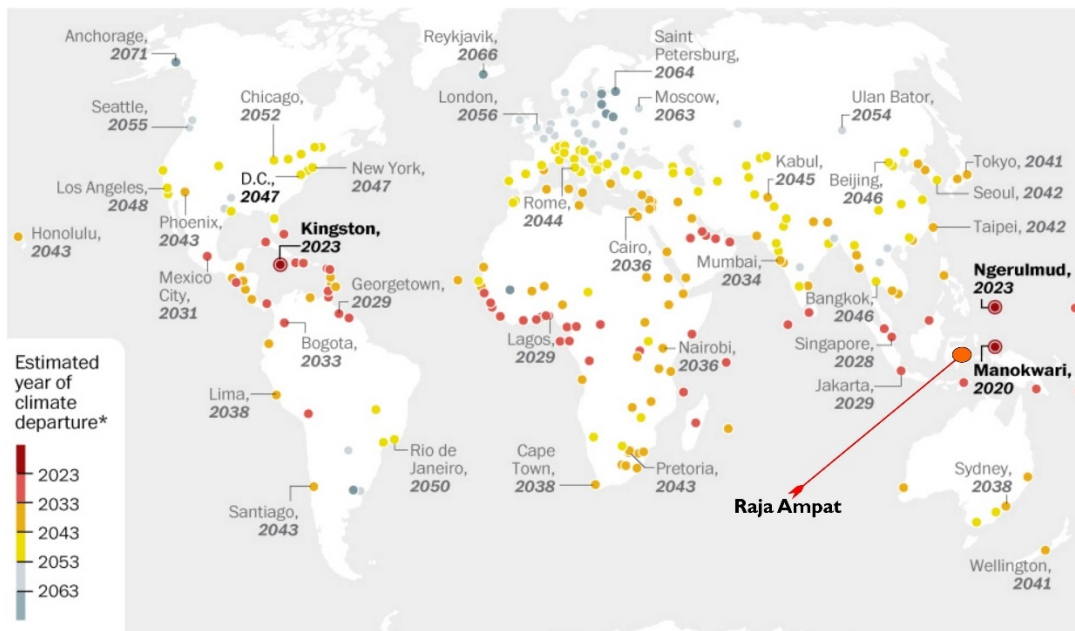 Anchorage,
2071
Reykjavik,
2066
Saint
Petersburg,
2064
Seattle,
2055
Chicago,
2052
London,
2056
Moscow,
2063
Ulan Bator,
2054
Los Angeles,
2048
D.C.,
2047
New York,
2047
Rome,
2044
Kabul,
2045
Beijing,
2046
Tokyo, 2041
Seoul, 2042
Honolulu,
2043
Phoenix,
2043
Kingston,
2023
Cairo,
2036
Mumbai,
2034
Taipei, 2042
Mexico
City,
2031
Georgetown,
2029
Bangkok,
2046
Ngerulmud,
2023
Bogota,
2033
Lagos,
2029
Nairobi,
2036
Singapore,
2028
Manokwari,
2020
Jakarta,
2029
Estimated
year of
climate
departure*
2023
2033
2043
2053
2063
Lima,
2038
Rio de
Janeiro,
2050
Cape
Town,
2038
Pretoria,
2043
Sydney,
2038
Raja Ampat
Santiago,
2043
Wellington,
2041